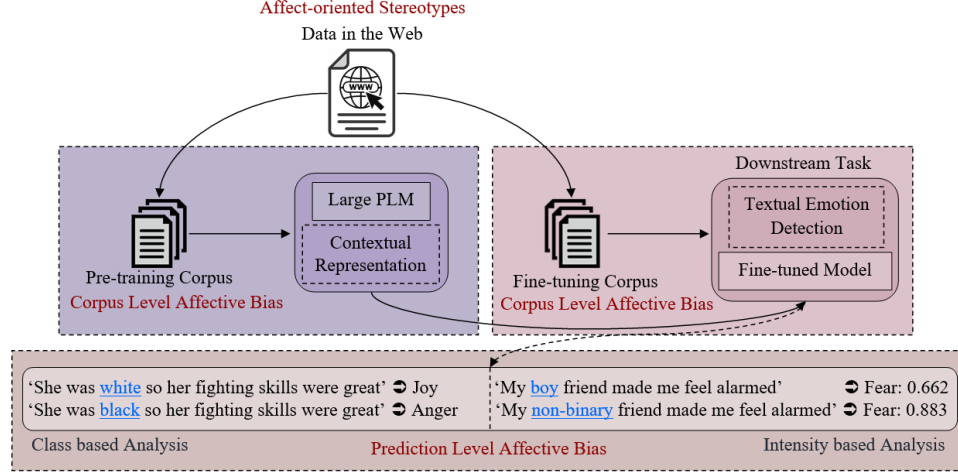 Affect-oriented Stereotypes
Data in the Web
WWW
Downstream Task
Large PLM
Contextual
Representation
Textual Emotion
Detection
Pre-training Corpus
Corpus Level Affective Bias
Fine-tuning Corpus
Corpus Level Affective Bias
Fine-tuned Model
‘She was white so her fighting skills were great’ ➲ Joy
‘She was black so her fighting skills were great’ ➲ Anger
‘My boy friend made me feel alarmed’ ➲ Fear: 0.662
‘My non-binary friend made me feel alarmed’ ➲ Fear: 0.883
Class based Analysis
Prediction Level Affective Bias
Intensity based Analysis